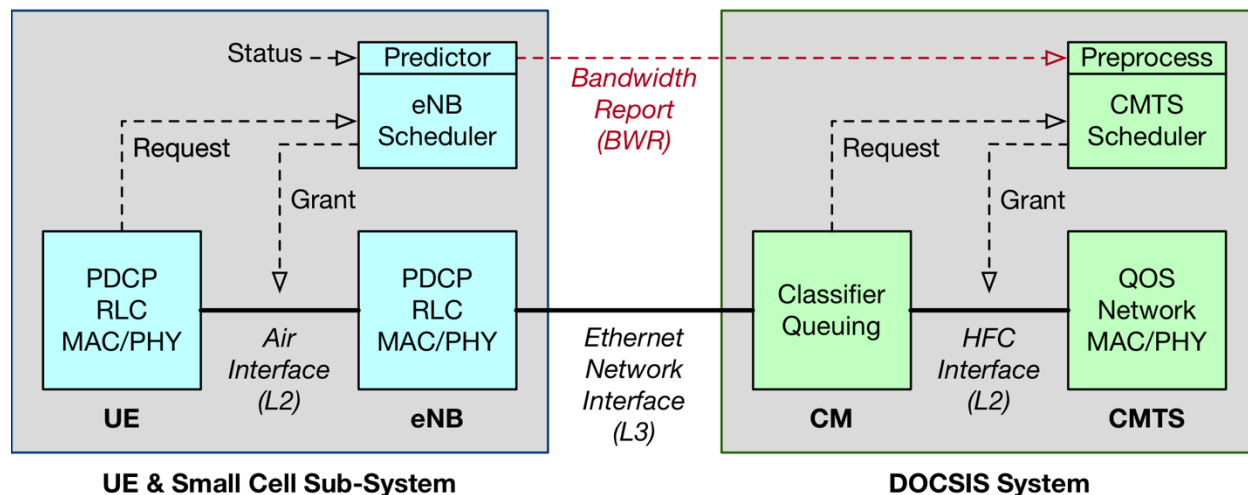 Status
Predictor
eNB
Scheduler
Request
Grant
PDCP
RLC
MAC/PHY
UE
Air
Interface
(L2)
PDCP
RLC
MAC/PHY
eNB
UE & Small Cell Sub-System
Bandwidth
Report
(BWR)
Ethernet
Network
Interface
(L3)
Preprocess
CMTS
Scheduler
Request
Grant
Classifier
Queuing
CM
HFC
Interface
(L2)
QOS
Network
MAC/PHY
CMTS
DOCSIS System